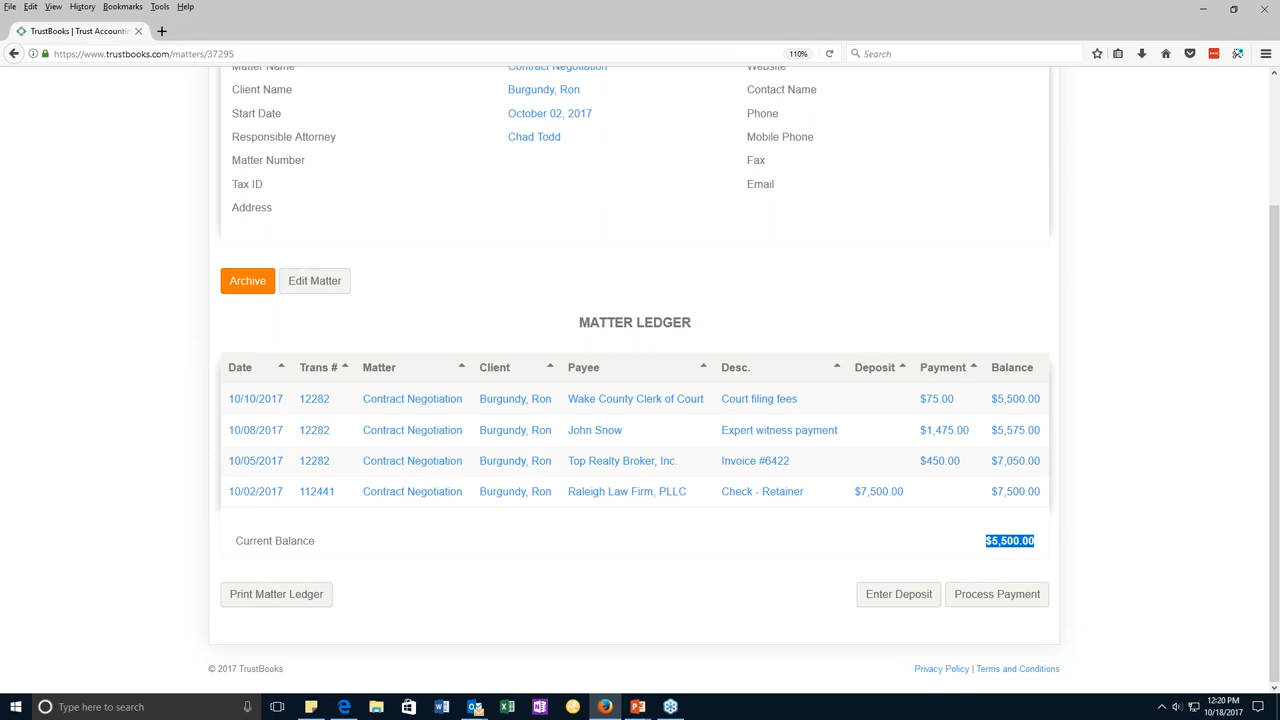 File Edit View History Bookmarks Tools Help
TrustBooks | Trust Accountin
https://www.trustbooks.com/matters/37295 110% Search
Matter Name Contract Negotiation Website
Client Name Burgundy, Ron Contact Name
Start Date October 02, 2017 Phone
Responsible Attorney Chad Todd Mobile Phone
Matter Number Fax
Tax ID Email
Address
Archive Edit Matter
MATTER LEDGER
Date Trans # Matter Client Payee Desc. Deposit Payment Balance
10/10/2017 12282 Contract Negotiation Burgundy, Ron Wake County Clerk of Court Court filing fees $75.00 $5,500.00
10/08/2017 12282 Contract Negotiation Burgundy, Ron John Snow Expert witness payment $1,475.00 $5,575.00
10/05/2017 12282 Contract Negotiation Burgundy, Ron Top Realty Broker, Inc. Invoice #6422 $450.00 $7,050.00
10/02/2017 112441 Contract Negotiation Burgundy, Ron Raleigh Law Firm, PLLC Check - Retainer $7,500.00 $7,500.00
Current Balance $5,500.00
Print Matter Ledger Enter Deposit Process Payment
© 2017 TrustBooks Privacy Policy | Terms and Conditions
Type here to search 12:20 PM
10/18/2017